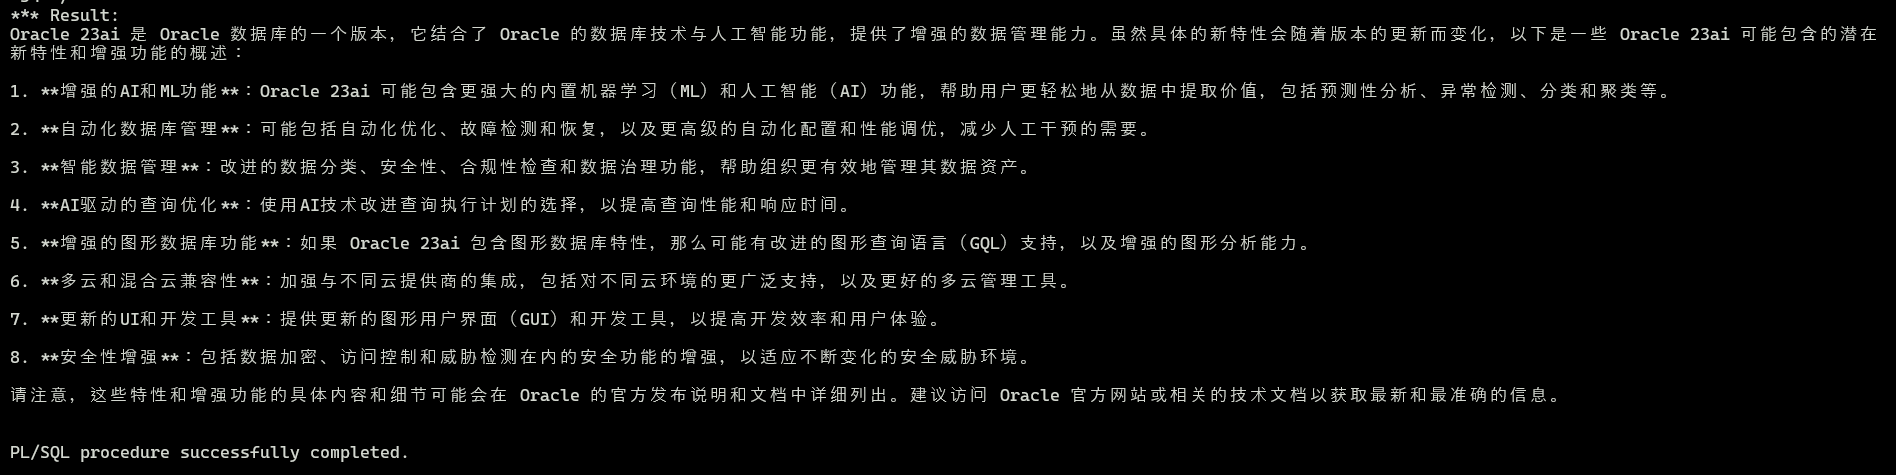 *** Result:
Oracle 23ai 是 Oracle 数据库的一个版本，它结合了 Oracle 的数据库技术与人工智能功能，提供了增强的数据管理能力。虽然具体的新特性会随着版本的更新而变化，以下是一些 Oracle 23ai 可能包含的潜在
新特性和增强功能的概述：
1. **增强的AI和ML功能**：Oracle 23ai 可能包含更强大的内置机器学习（ML）和人工智能（AI）功能，帮助用户更轻松地从数据中提取价值，包括预测性分析、异常检测、分类和聚类等。
2. **自动化数据库管理**：可能包括自动化优化、故障检测和恢复，以及更高级的自动化配置和性能调优，减少人工干预的需要。
3. **智能数据管理**：改进的数据分类、安全性、合规性检查和数据治理功能，帮助组织更有效地管理其数据资产。
4. **AI驱动的查询优化**：使用AI技术改进查询执行计划的选择，以提高查询性能和响应时间。
5. **增强的图形数据库功能**：如果 Oracle 23ai 包含图形数据库特性，那么可能有改进的图形查询语言（GQL）支持，以及增强的图形分析能力。
6. **多云和混合云兼容性**：加强与不同云提供商的集成，包括对不同云环境的更广泛支持，以及更好的多云管理工具。
7. **更新的UI和开发工具**：提供更新的图形用户界面（GUI）和开发工具，以提高开发效率和用户体验。
8. **安全性增强**：包括数据加密、访问控制和威胁检测在内的安全功能的增强，以适应不断变化的安全威胁环境。
请注意，这些特性和增强功能的具体内容和细节可能会在 Oracle 的官方发布说明和文档中详细列出。建议访问 Oracle 官方网站或相关的技术文档以获取最新和最准确的信息。
PL/SQL procedure successfully completed.